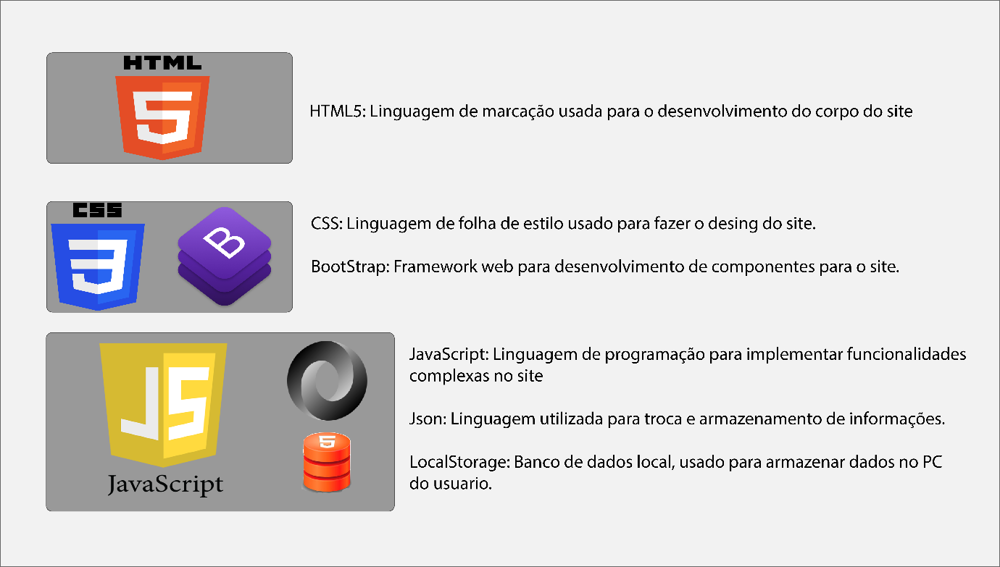 HTML
5
HTML5: Linguagem de marcação usada para o desenvolvimento do corpo do site
CSS
3
B
CSS: Linguagem de folha de estilo usado para fazer o desing do site.
BootStrap: Framework web para desenvolvimento de componentes para o site.
JS
JavaScript
5
JavaScript: Linguagem de programação para implementar funcionalidades
complexas no site
Json: Linguagem utilizada para troca e armazenamento de informações.
LocalStorage: Banco de dados local, usado para armazenar dados no PC
do usuario.